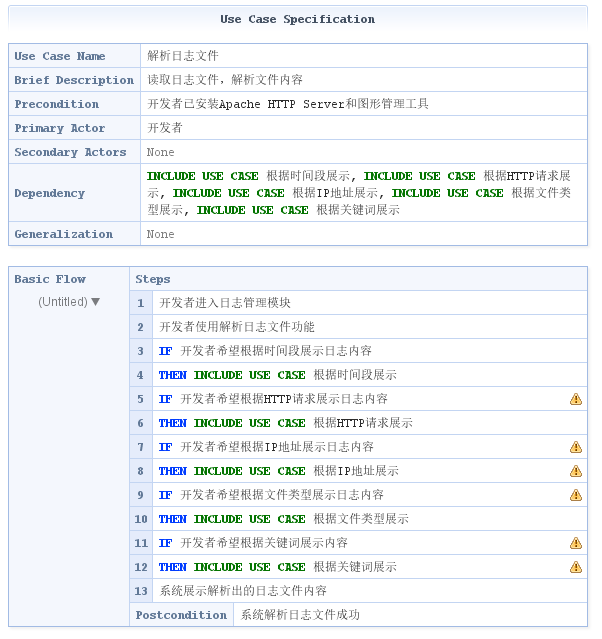 Use Case Specification
Use Case Name 解析日志文件
Brief Description 读取日志文件，解析文件内容
Precondition 开发者已安装Apache HTTP Server和图形管理工具
Primary Actor 开发者
Secondary Actors None
Dependency INCLUDE USE CASE 根据时间段展示, INCLUDE USE CASE 根据HTTP请求展
示, INCLUDE USE CASE 根据IP地址展示, INCLUDE USE CASE 根据文件类
型展示, INCLUDE USE CASE 根据关键词展示
Generalization None
Basic Flow Steps
(Untitled) ▼
1 开发者进入日志管理模块
2 开发者使用解析日志文件功能
3 IF 开发者希望根据时间段展示日志内容
4 THEN INCLUDE USE CASE 根据时间段展示
5 IF 开发者希望根据HTTP请求展示日志内容
6 THEN INCLUDE USE CASE 根据HTTP请求展示
7 IF 开发者希望根据IP地址展示日志内容
8 THEN INCLUDE USE CASE 根据IP地址展示
9 IF 开发者希望根据文件类型展示日志内容
10 THEN INCLUDE USE CASE 根据文件类型展示
11 IF 开发者希望根据关键词展示内容
12 THEN INCLUDE USE CASE 根据关键词展示
13 系统展示解析出的日志文件内容
Postcondition 系统解析日志文件成功